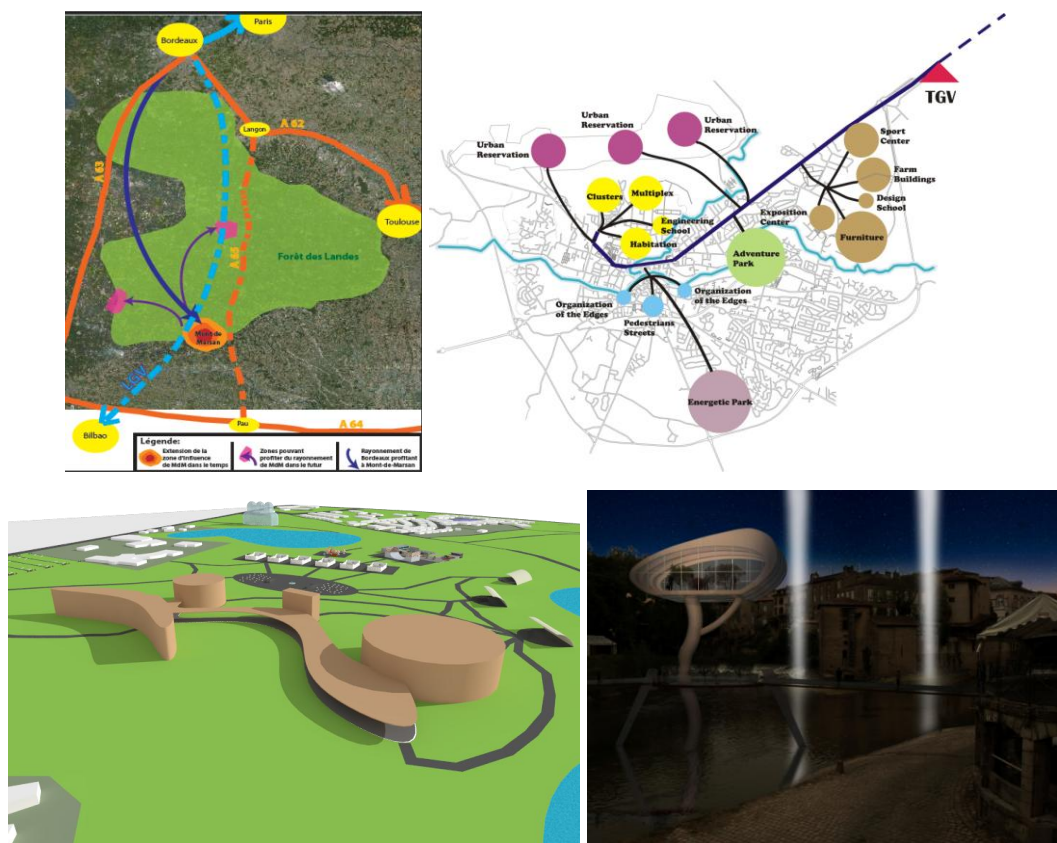 Paris
Bordeaux
Langon
A 62
A 63
Toulouse
A 65
Forêt des Landes
Mont-de
Marsan
LGV
Pau
A 64
Bilbao
Légende:
Extension de la
zone d'influence
de MdM dans le temps
Zones pouvant
profiter du rayonnement
de MdM dans le futur
Rayonnement de
Bordeaux profitant
à Mont-de-Marsan
TGV
Urban
Reservation
Urban
Reservation
Urban
Reservation
Sport
Center
Farm
Buildings
Design
School
Exposition
Center
Furniture
Clusters
Multiplex
Engineering
School
Habitation
Adventure
Park
Organization
of the Edges
Organization
of the Edges
Pedestrians
Streets
Energetic Park